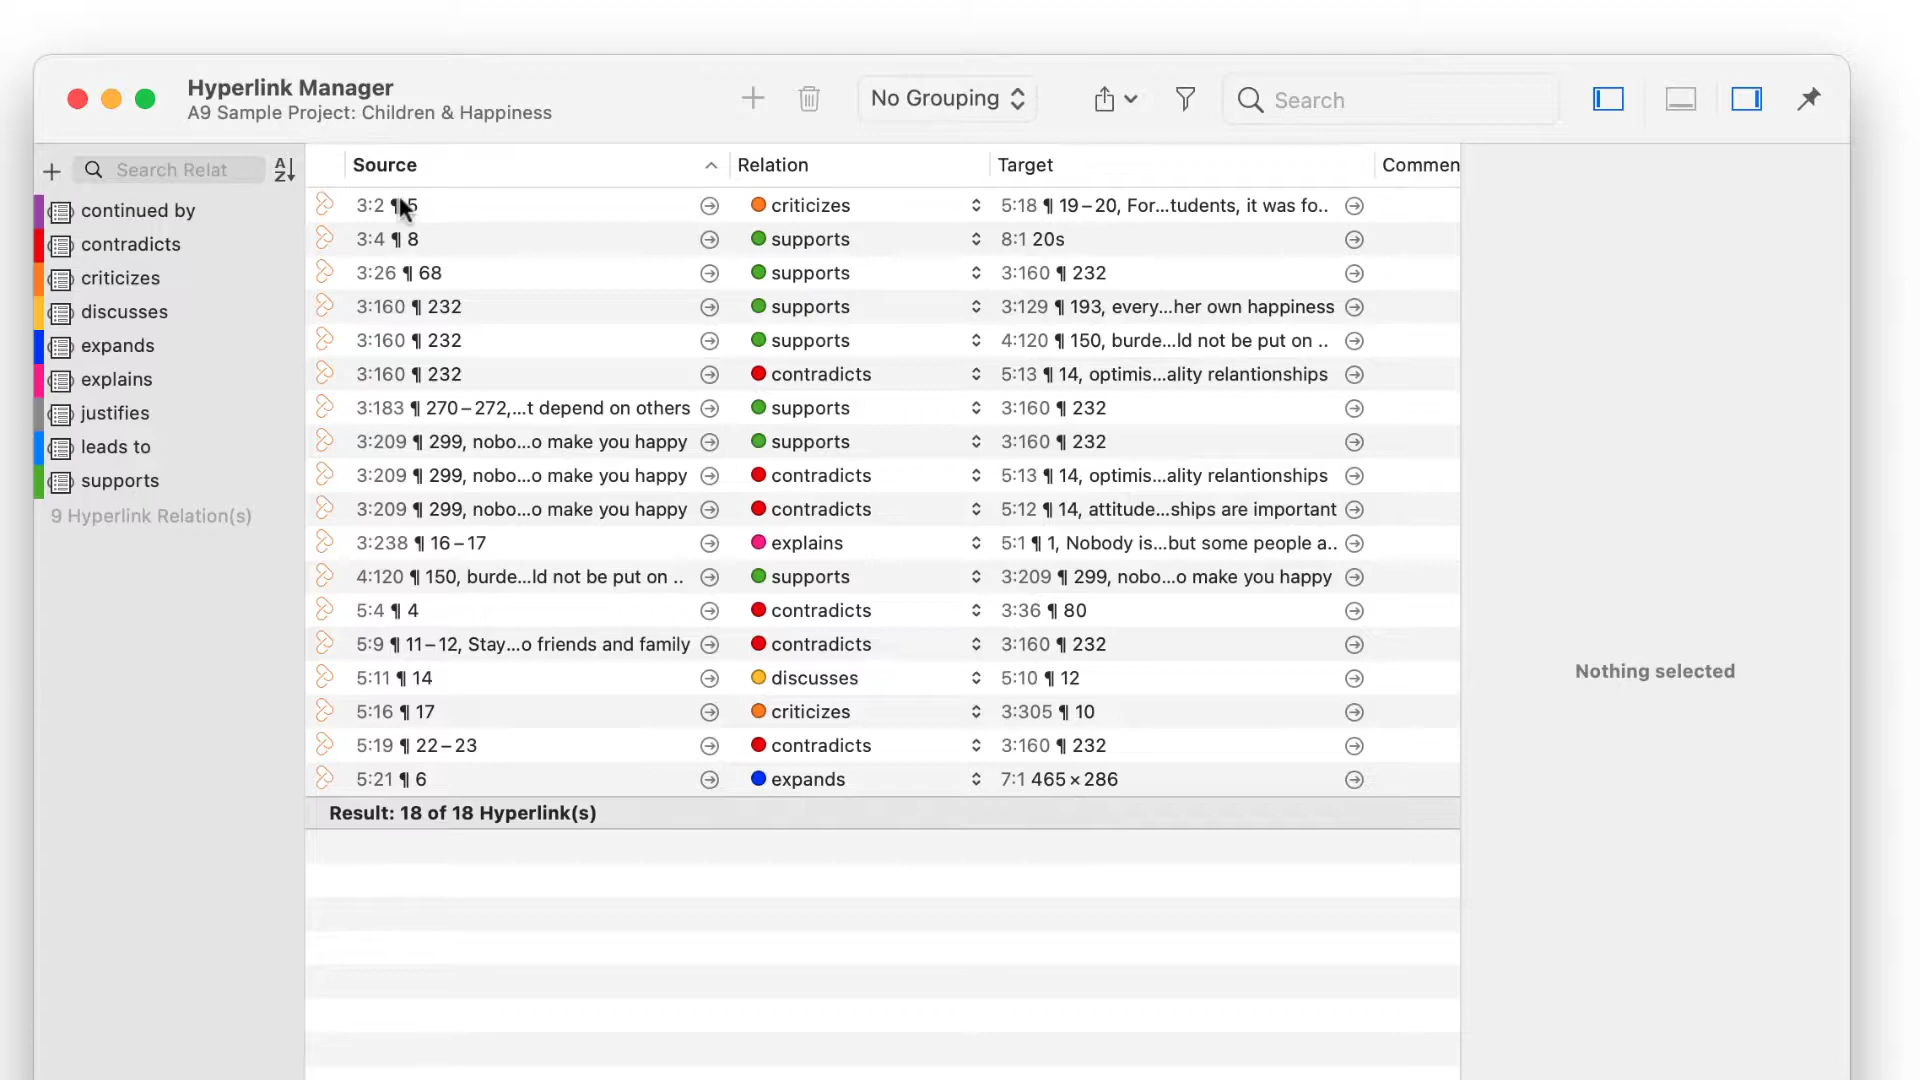 Hyperlink Manager
A9 Sample Project: Children & Happiness
No Grouping
Search
Search Relat
continued by
contradicts
criticizes
discusses
expands
explains
justifies
leads to
supports
9 Hyperlink Relation(s)
Source Relation Target Commen
3:2 ¶ 5 criticizes 5:18 ¶ 19–20, For...tudents, it was fo..
3:4 ¶ 8 supports 8:1 20s
3:26 ¶ 68 supports 3:160 ¶ 232
3:160 ¶ 232 supports 3:129 ¶ 193, every...her own happiness
3:160 ¶ 232 supports 4:120 ¶ 150, burde...ld not be put on ..
3:160 ¶ 232 contradicts 5:13 ¶ 14, optimis...ality relantionships
3:183 ¶ 270–272,...t depend on others supports 3:160 ¶ 232
3:209 ¶ 299, nobo...o make you happy supports 3:160 ¶ 232
3:209 ¶ 299, nobo...o make you happy contradicts 5:13 ¶ 14, optimis...ality relantionships
3:209 ¶ 299, nobo...o make you happy contradicts 5:12 ¶ 14, attitude...ships are important
3:238 ¶ 16–17 explains 5:1 ¶ 1, Nobody is...but some people a..
4:120 ¶ 150, burde...ld not be put on .. supports 3:209 ¶ 299, nobo...o make you happy
5:4 ¶ 4 contradicts 3:36 ¶ 80
5:9 ¶ 11–12, Stay...o friends and family contradicts 3:160 ¶ 232
5:11 ¶ 14 discusses 5:10 ¶ 12
5:16 ¶ 17 criticizes 3:305 ¶ 10
5:19 ¶ 22–23 contradicts 3:160 ¶ 232
5:21 ¶ 6 expands 7:1 465×286
Result: 18 of 18 Hyperlink(s)
Nothing selected